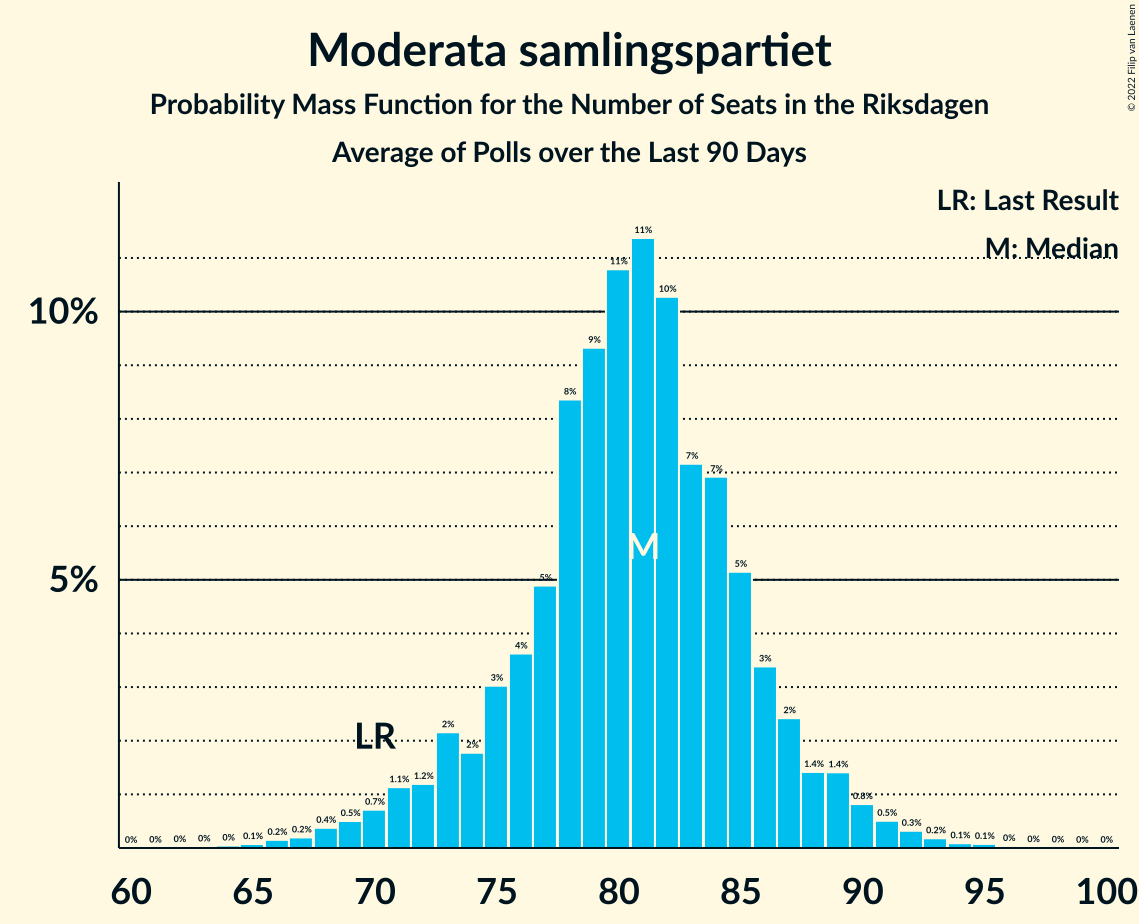 Moderata samlingspartiet
Probability Mass Function for the Number of Seats in the Riksdagen
Average of Polls over the Last 90 Days
© 2022 Filip van Laenen
LR: Last Result
M: Median
10%
5%
0% 0% 0% 0% 0% 0.1% 0.2% 0.2% 0.4% 0.5% 0.7% 1.1% 1.2% 2% 2% 3% 4% 5% 8% 9% 11% 11% 10% 7% 7% 5% 3% 2% 1.4% 1.4% 0.8% 0.5% 0.3% 0.2% 0.1% 0.1% 0% 0% 0% 0% 0%
LR
M
60 65 70 75 80 85 90 95 100